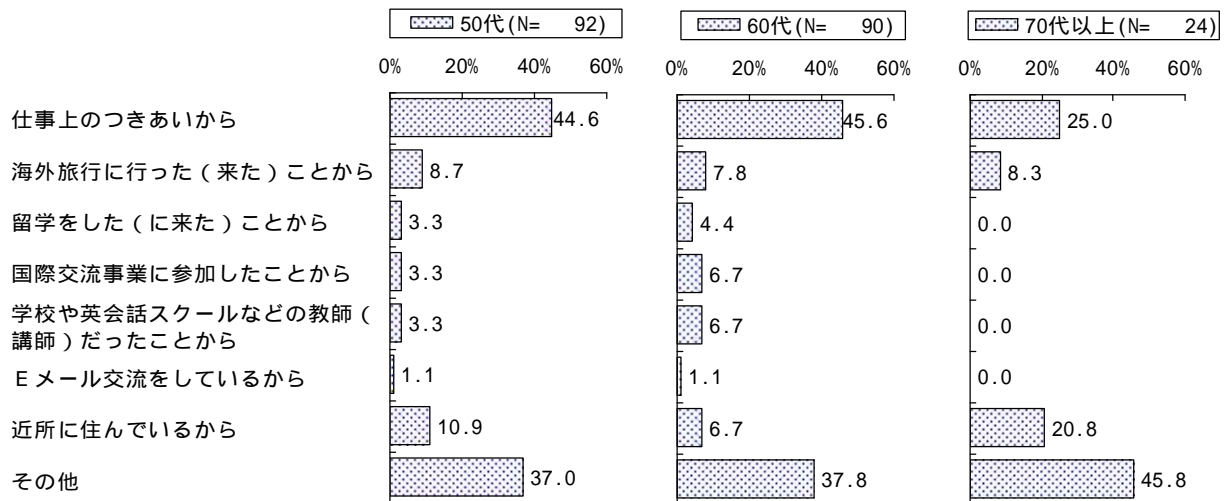 50代(N= 92) 60代(N= 90) 70代以上(N= 24)
0% 20% 40% 60% 0% 20% 40% 60% 0% 20% 40% 60%
仕事上のつきあいから 44.6 45.6 25.0
海外旅行に行った(来た)ことから 8.7 7.8 8.3
留学をした(に来た)ことから 3.3 4.4 0.0
国際交流事業に参加したことから 3.3 6.7 0.0
学校や英会話スクールなどの教師(
講師)だったことから 3.3 6.7 0.0
Eメール交流をしているから 1.1 1.1 0.0
近所に住んでいるから 10.9 6.7 20.8
その他 37.0 37.8 45.8